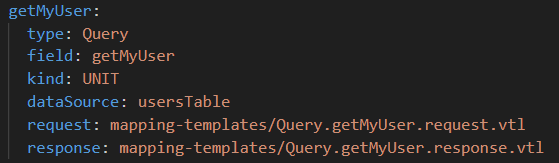 getMyUser:
  type: Query
  field: getMyUser
  kind: UNIT
  dataSource: usersTable
  request: mapping-templates/Query.getMyUser.request.vtl
  response: mapping-templates/Query.getMyUser.response.vtl